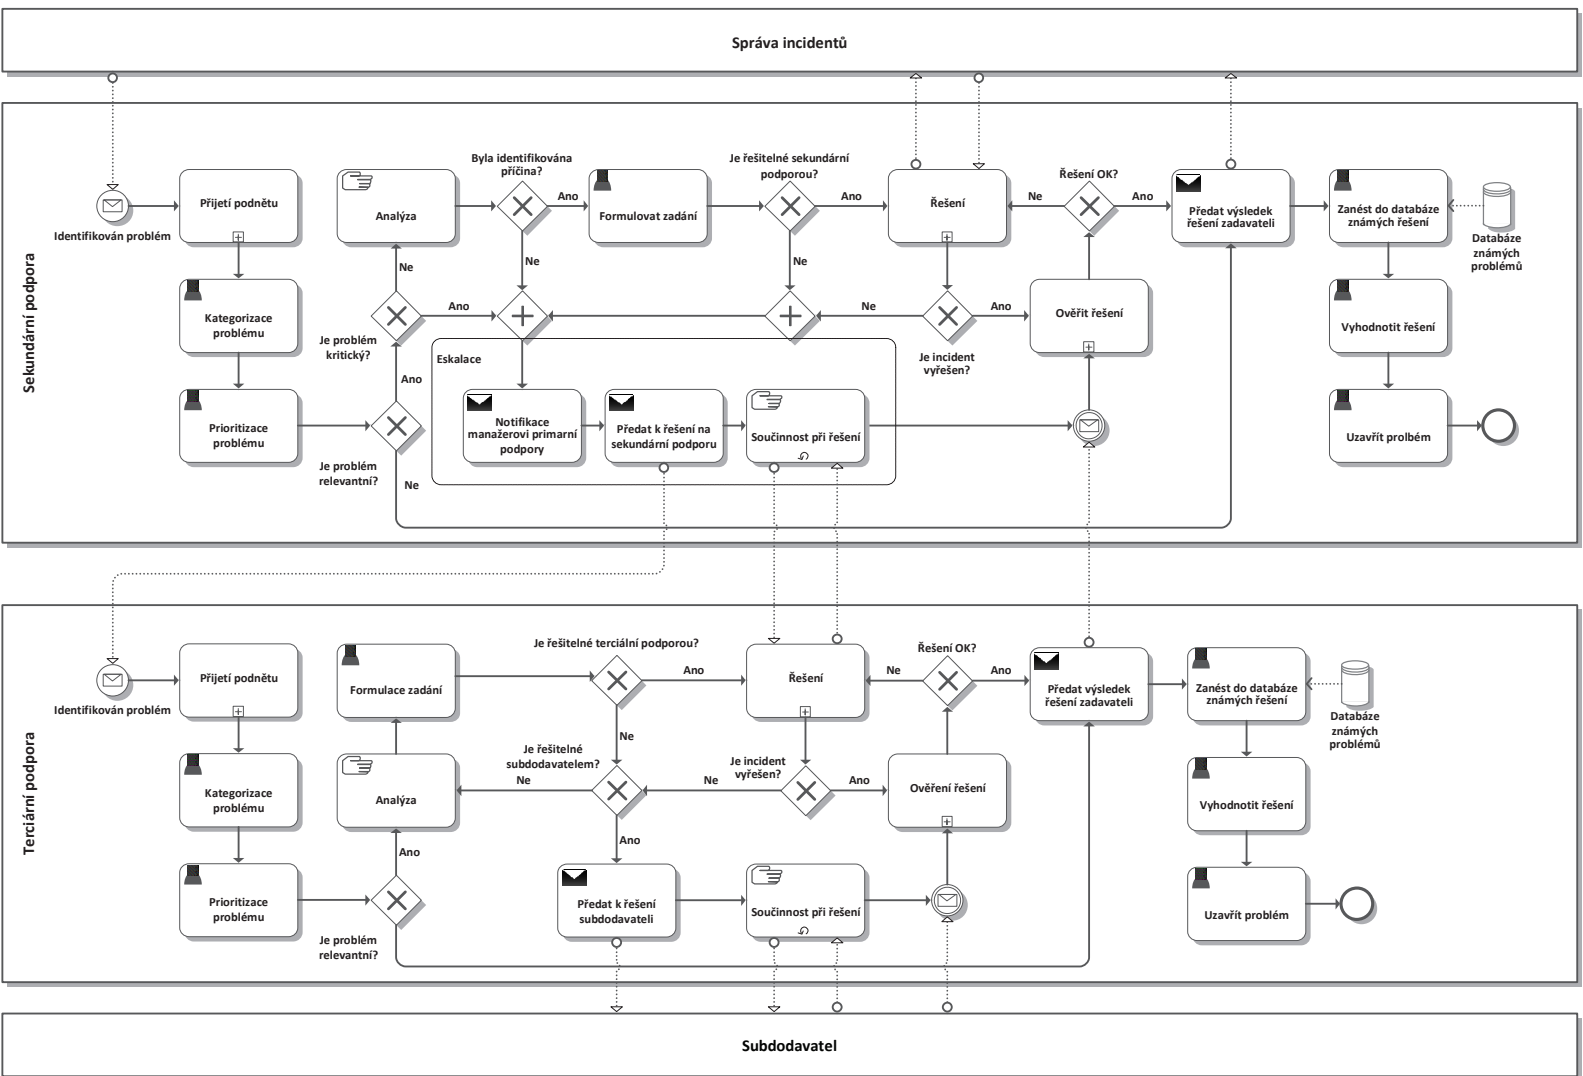 Správa incidentů
Sekundární podpora
Identifikován problém
Přijetí podnětu
Kategorizace
problému
Prioritizace
problému
Je problém
relevantní?
Ano
Ne
Je problém
kritický?
Ne
Ano
Analýza
Byla identifikována
příčina?
Ano
Ne
Formulovat zadání
Je řešitelné sekundární
podporou?
Ano
Ne
Řešení
Je incident
vyřešen?
Ne
Ano
Ověřit řešení
Řešení OK?
Ne
Ano
Eskalace
Notifikace
manažerovi primarní
podpory
Předat k řešení na
sekundární podporu
Součinnost při řešení
Předat výsledek
řešení zadavateli
Zanést do databáze
známých řešení
Databáze
známých
problémů
Vyhodnotit řešení
Uzavřít prolbém
Terciární podpora
Identifikován problém
Přijetí podnětu
Kategorizace
problému
Prioritizace
problému
Je problém
relevantní?
Ano
Analýza
Formulace zadání
Je řešitelné terciální podporou?
Ano
Ne
Je řešitelné
subdodavatelem?
Ne
Ano
Řešení
Je incident
vyřešen?
Ne
Ano
Ověření řešení
Řešení OK?
Ne
Ano
Předat k řešení
subdodavateli
Součinnost při řešení
Předat výsledek
řešení zadavateli
Zanést do databáze
známých řešení
Databáze
známých
problémů
Vyhodnotit řešení
Uzavřít problém
Subdodavatel